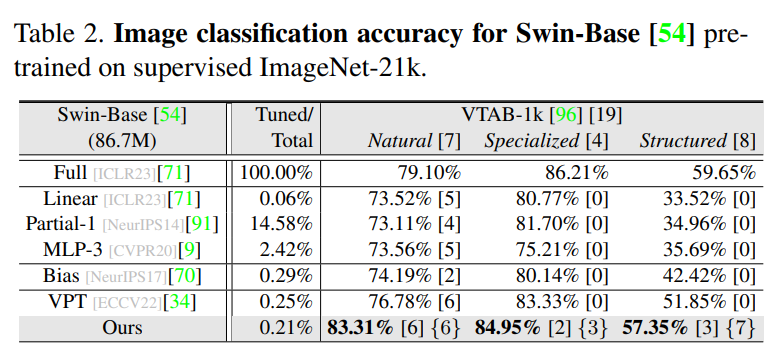 Table 2. Image classification accuracy for Swin-Base [54] pre-
trained on supervised ImageNet-21k.
Swin-Base [54] Tuned/ VTAB-1k [96] [19]
(86.7M) Total Natural [7] Specialized [4] Structured [8]
Full [ICLR23][71] 100.00% 79.10% 86.21% 59.65%
Linear [ICLR23][71] 0.06% 73.52% [5] 80.77% [0] 33.52% [0]
Partial-1 [NeurIPS14][91] 14.58% 73.11% [4] 81.70% [0] 34.96% [0]
MLP-3 [CVPR20][9] 2.42% 73.56% [5] 75.21% [0] 35.69% [0]
Bias [NeurIPS17][70] 0.29% 74.19% [2] 80.14% [0] 42.42% [0]
VPT [ECCV22][34] 0.25% 76.78% [6] 83.33% [0] 51.85% [0]
Ours 0.21% 83.31% [6] {6} 84.95% [2] {3} 57.35% [3] {7}